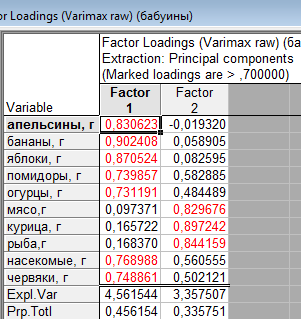 or Loadings (Varimax raw) (бабуины)
Factor Loadings (Varimax raw) (ба
Extraction: Principal components
(Marked loadings are > ,700000)
Variable Factor 1 Factor 2
апельсины, г 0,830623 -0,019320
бананы, г 0,902408 0,058905
яблоки, г 0,870524 0,082595
помидоры, г 0,739857 0,582885
огурцы, г 0,731191 0,484489
мясо,г 0,097371 0,829676
курица, г 0,165722 0,897242
рыба,г 0,168370 0,844159
насекомые, г 0,768988 0,560555
червяки, г 0,748861 0,502121
Expl.Var 4,561544 3,357507
Prp.Totl 0,456154 0,335751